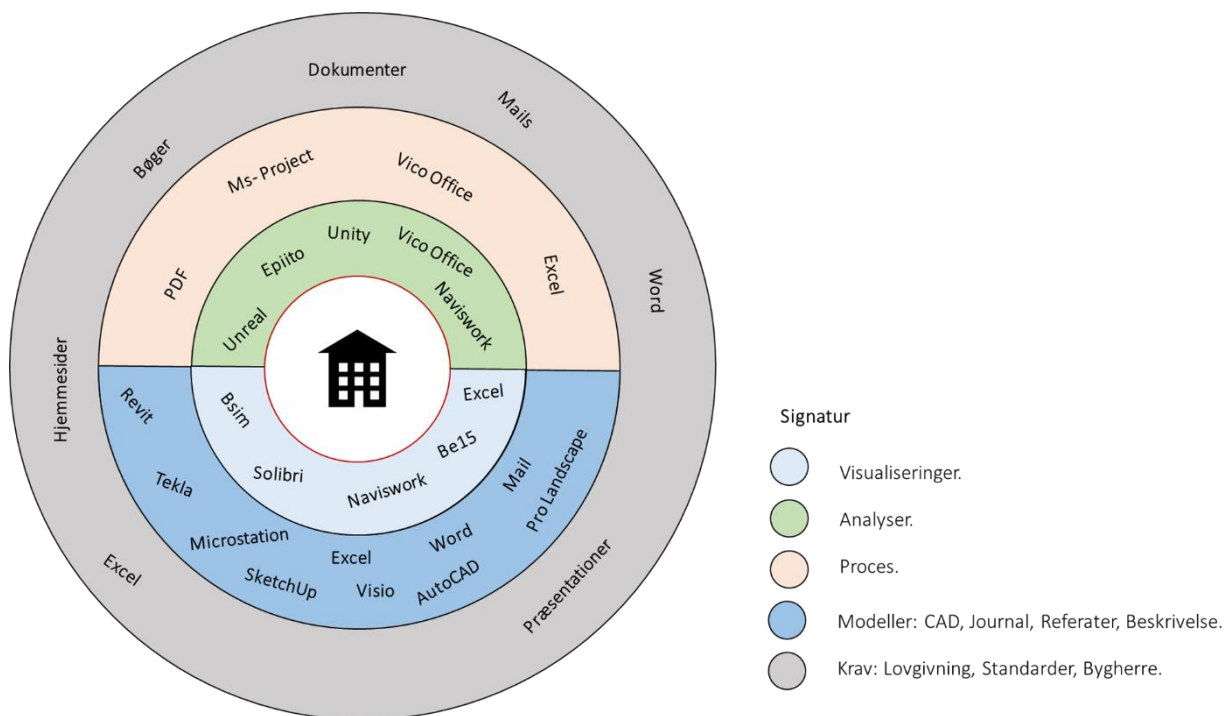 Dokumenter
Mails
Bøger
Word
Hjemmesider
Excel
Præsentationer
Ms- Project
Vico Office
PDF
Excel
Unity
Vico Office
Epiito
Unreal
Naviswork
Bsim
Excel
Be15
Solibri
Naviswork
Revit
Tekla
Microstation
SketchUp
Excel
Visio
Word
AutoCAD
Mail
Pro Landscape
Signatur
Visualiseringer.
Analyser.
Proces.
Modeller: CAD, Journal, Referater, Beskrivelse.
Krav: Lovgivning, Standarder, Bygherre.